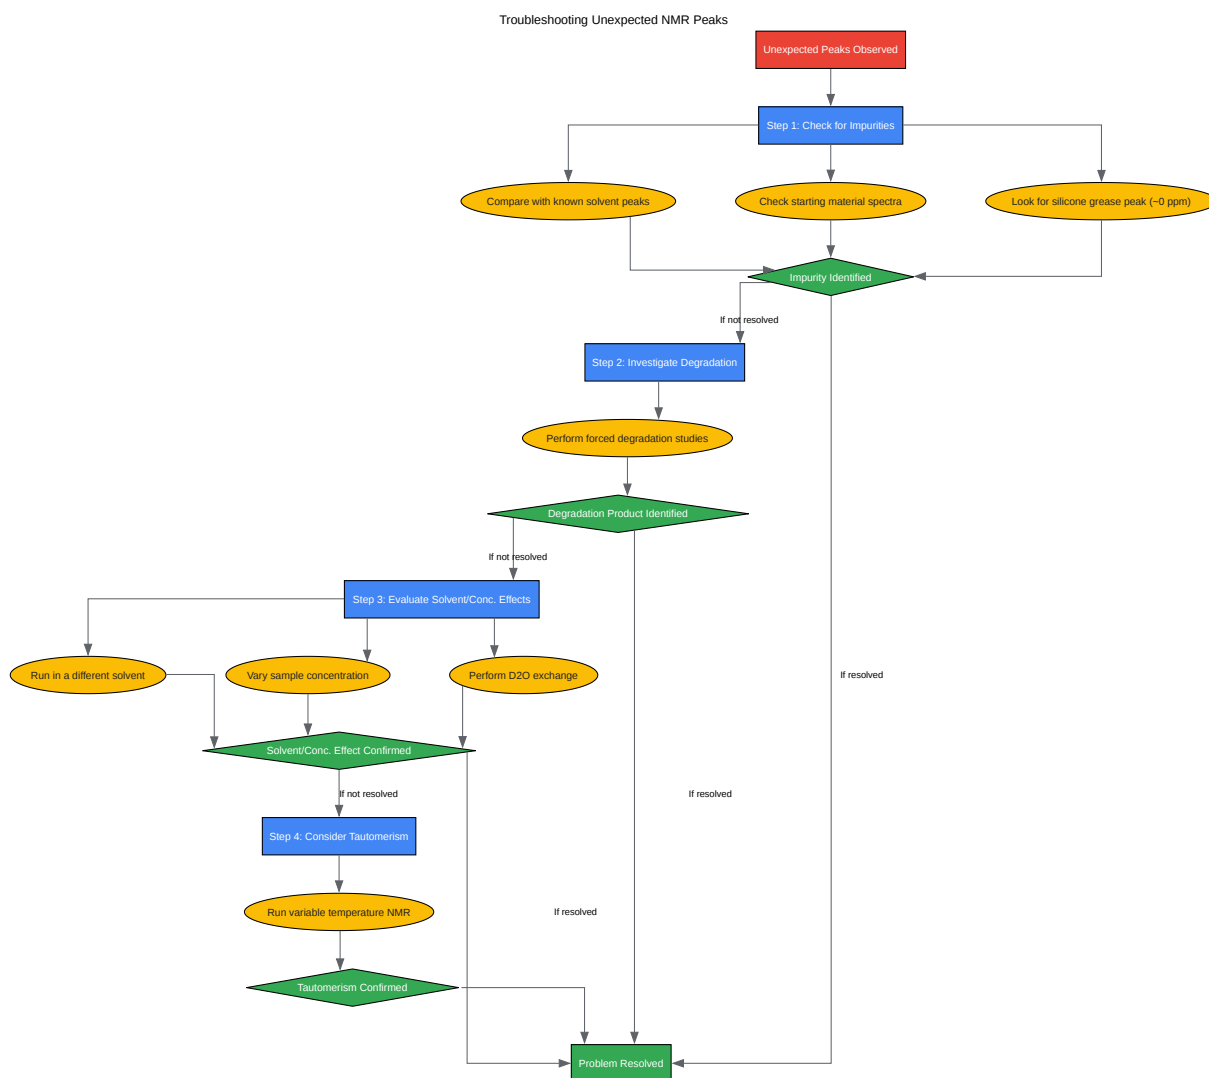 Troubleshooting Unexpected NMR Peaks
Unexpected Peaks Observed
Step 1: Check for Impurities
Compare with known solvent peaks
Check starting material spectra
Look for silicone grease peak (~0 ppm)
Impurity Identified
If not resolved
Step 2: Investigate Degradation
Perform forced degradation studies
Degradation Product Identified
If not resolved
Step 3: Evaluate Solvent/Conc. Effects
Run in a different solvent
Vary sample concentration
Perform D2O exchange
If resolved
Solvent/Conc. Effect Confirmed
If not resolved
If resolved
Step 4: Consider Tautomerism
Run variable temperature NMR
If resolved
Tautomerism Confirmed
Problem Resolved